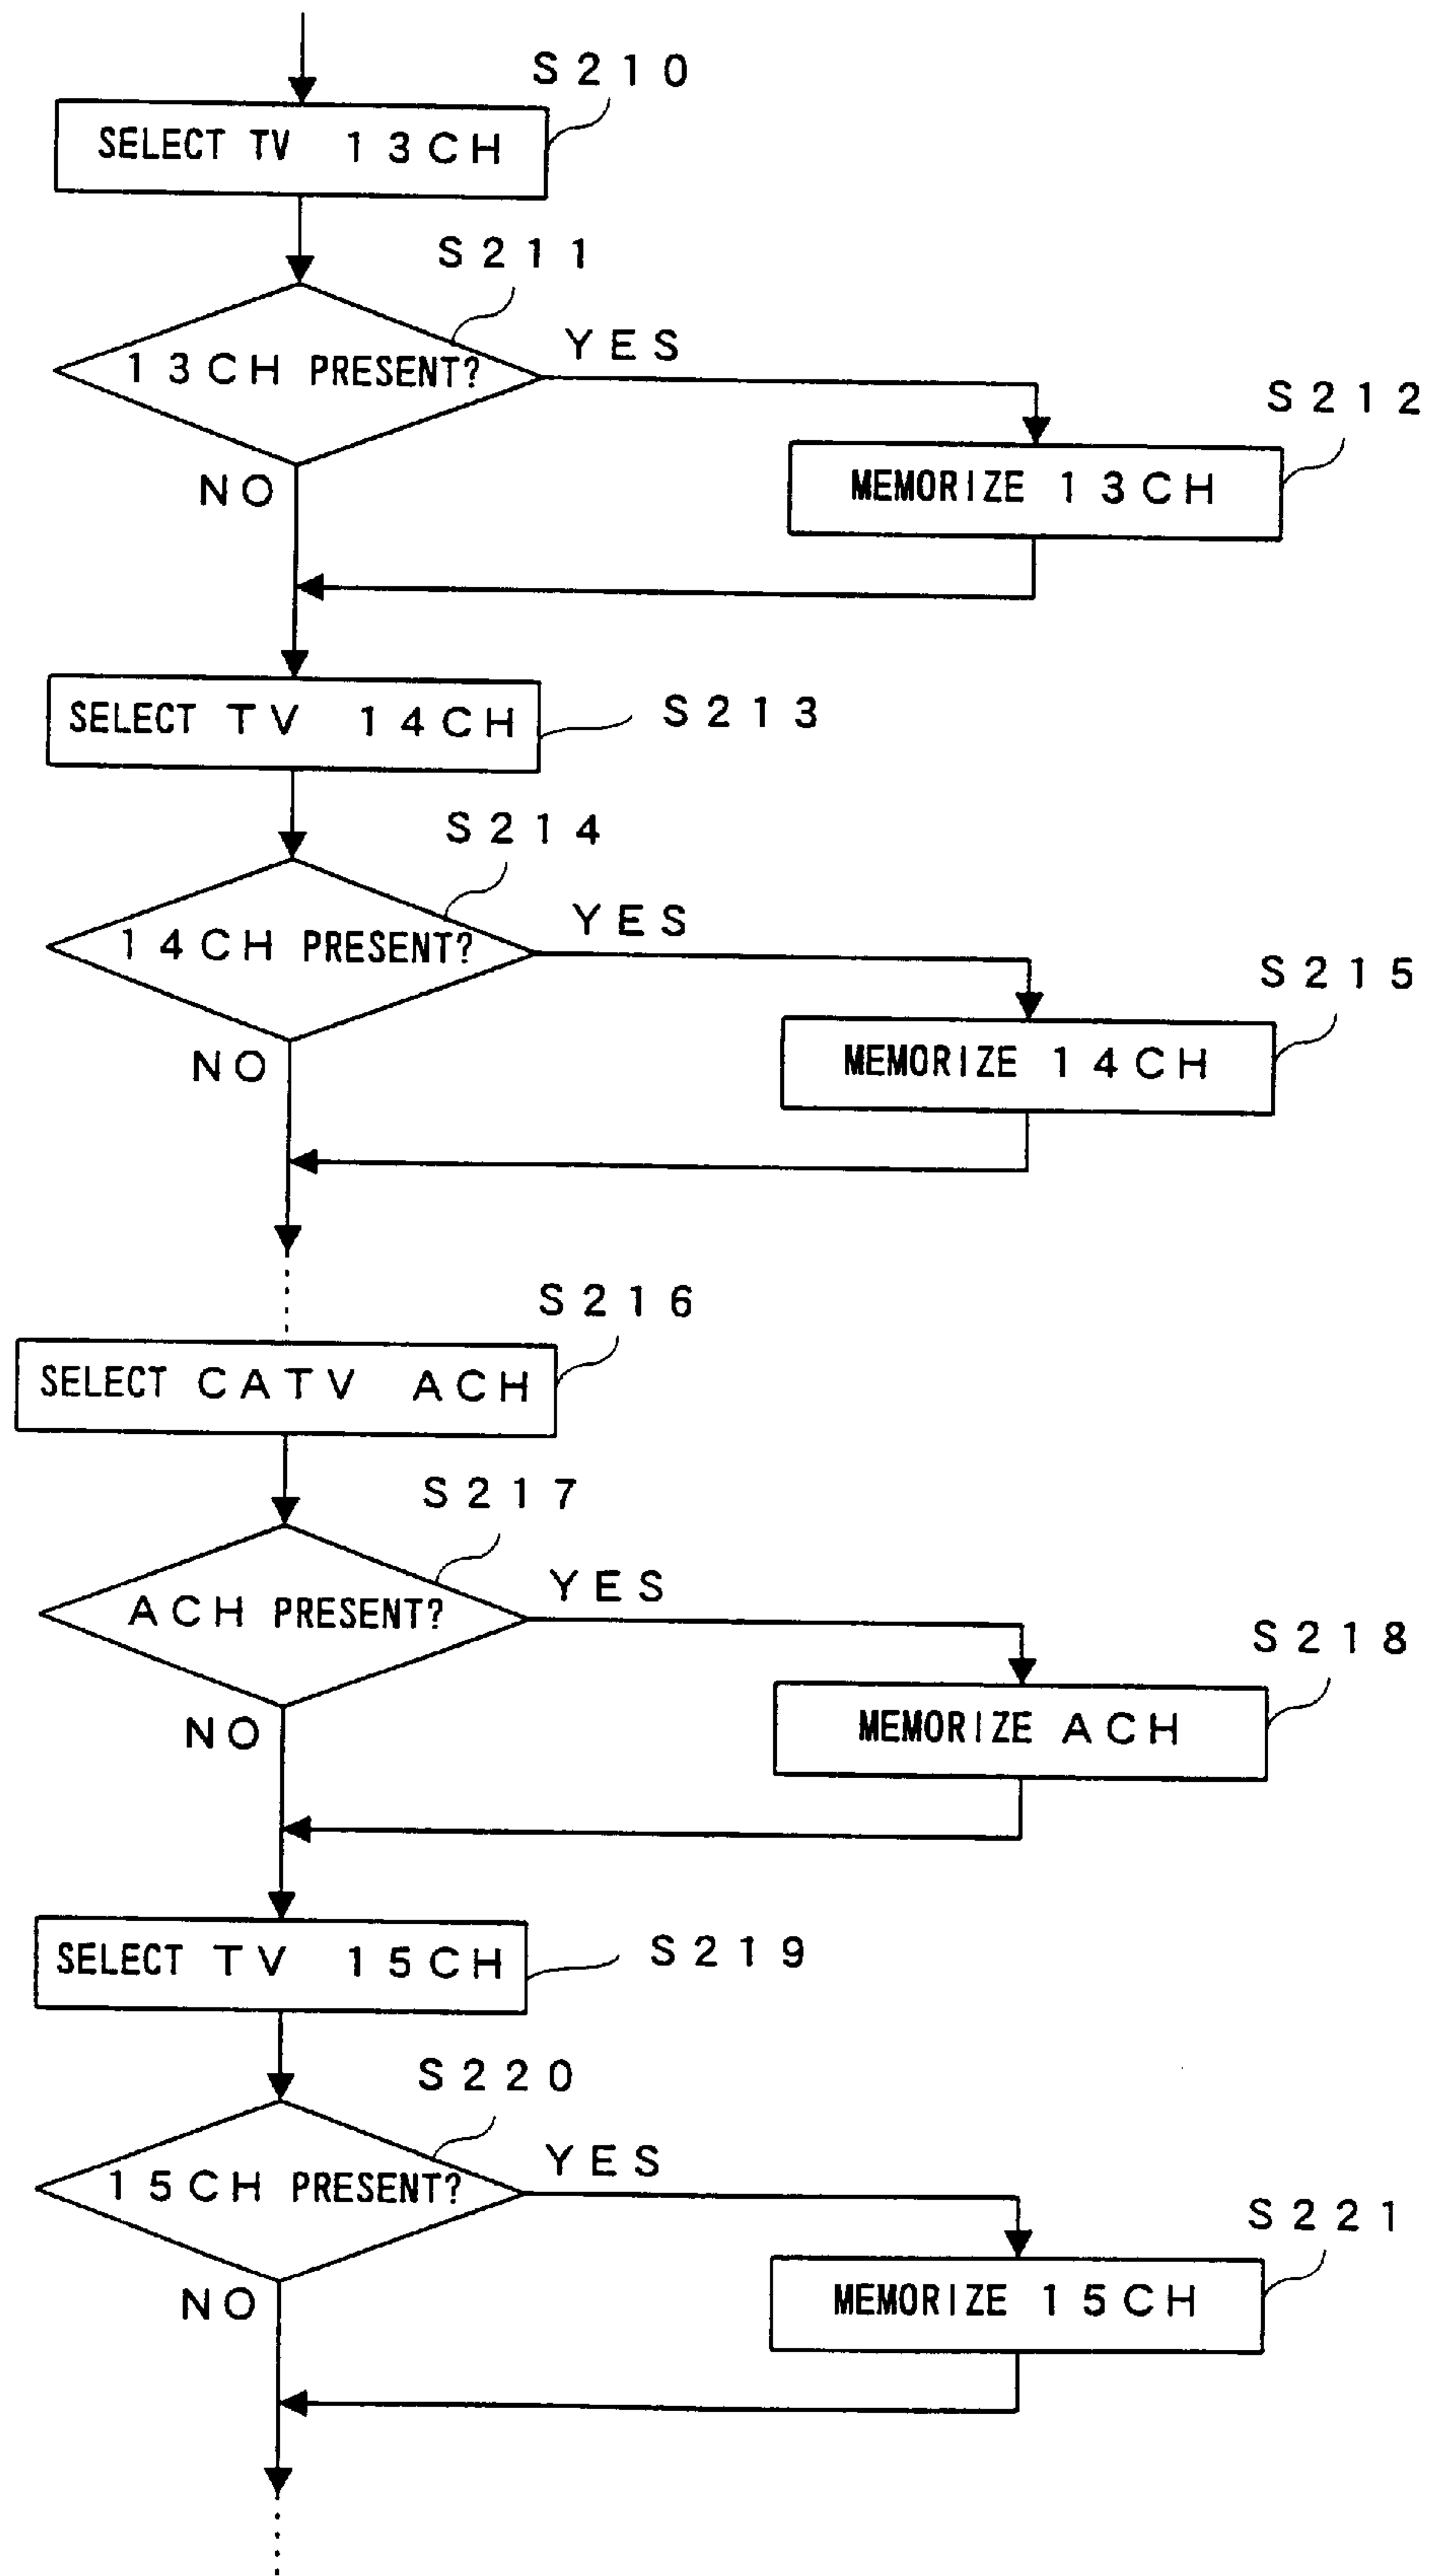 S210
SELECT TV 13CH
S211
13CH PRESENT?
YES
S212
MEMORIZE 13CH
NO
SELECT TV 14CH
S213
S214
14CH PRESENT?
YES
S215
MEMORIZE 14CH
NO
S216
SELECT CATV ACH
S217
ACH PRESENT?
YES
S218
MEMORIZE ACH
NO
SELECT TV 15CH
S219
S220
15CH PRESENT?
YES
S221
MEMORIZE 15CH
NO